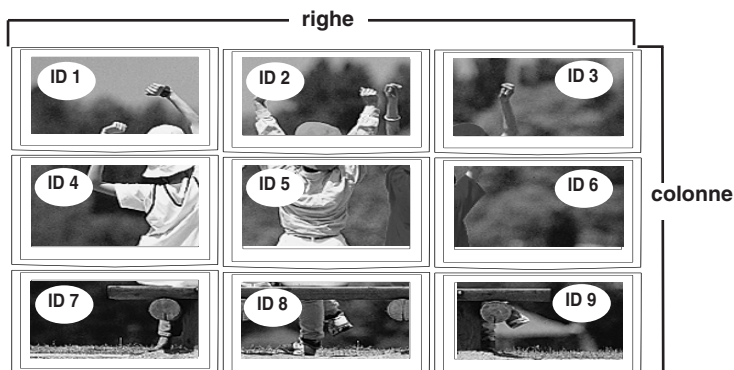 righe
ID 1 ID 2 ID 3
ID 4 ID 5 ID 6
colonne
ID 7 ID 8 ID 9